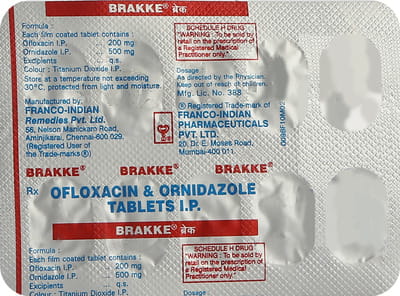 BRAKKE® ब्रेक
Formula :
Each film coated tablet contains :
Ofloxacin I.P. .. 200 mg
Ornidazole I.P. .. 500 mg
Excipients .. q.s.
Colour : Titanium Dioxide I.P.
Store at a temperature not exceeding
30°C, protected from light and moisture.
Manufactured by:
FRANCO-INDIAN
Remedies Pvt. Ltd.
56, Nelson Manickam Road,
Aminjikarai, Chennai-600 029.
(Registered User of
the Trade-marks ®)
SCHEDULE H DRUG
"WARNING : To be sold by
retail on the prescription of
a Registered Medical
Practitioner only."
Dosage :
As directed by the Physician.
Keep out of reach of children.
Mfg. Lic. No. 388
® Registered Trade-mark of
FRANCO-INDIAN
PHARMACEUTICALS
PVT. LTD.
20, Dr. E. Moses Road,
Mumbai-400 011.
BRAKKE® BRAKKE® BRAKKE®
Rx OFLOXACIN & ORNIDAZOLE
TABLETS I.P.
BRAKKE® ब्रेक
Formula :
Each film coated tablet contains :
Ofloxacin I.P. .. 200 mg
Ornidazole I.P. .. 500 mg
Excipients .. q.s.
Colour : Titanium Dioxide I.P.
SCHEDULE H DRUG
"WARNING : To be sold by
retail on the prescription of
a Registered Medical
Practitioner only."
Dosage :